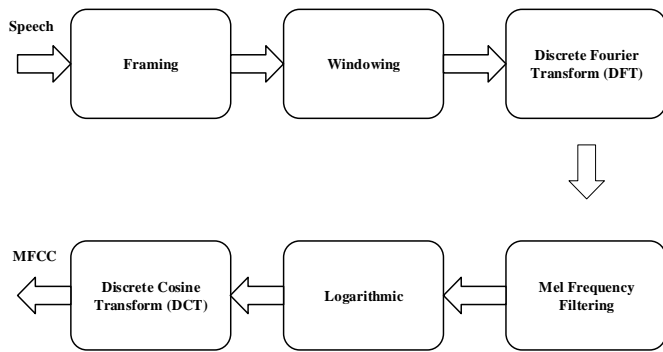 Speech
Framing
Windowing
Discrete Fourier
Transform (DFT)
MFCC
Discrete Cosine
Transform (DCT)
Logarithmic
Mel Frequency
Filtering